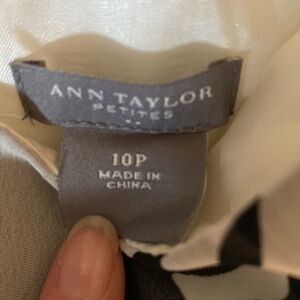 ANN TAYLOR
PETITES
10P
MADE IN
CHINA